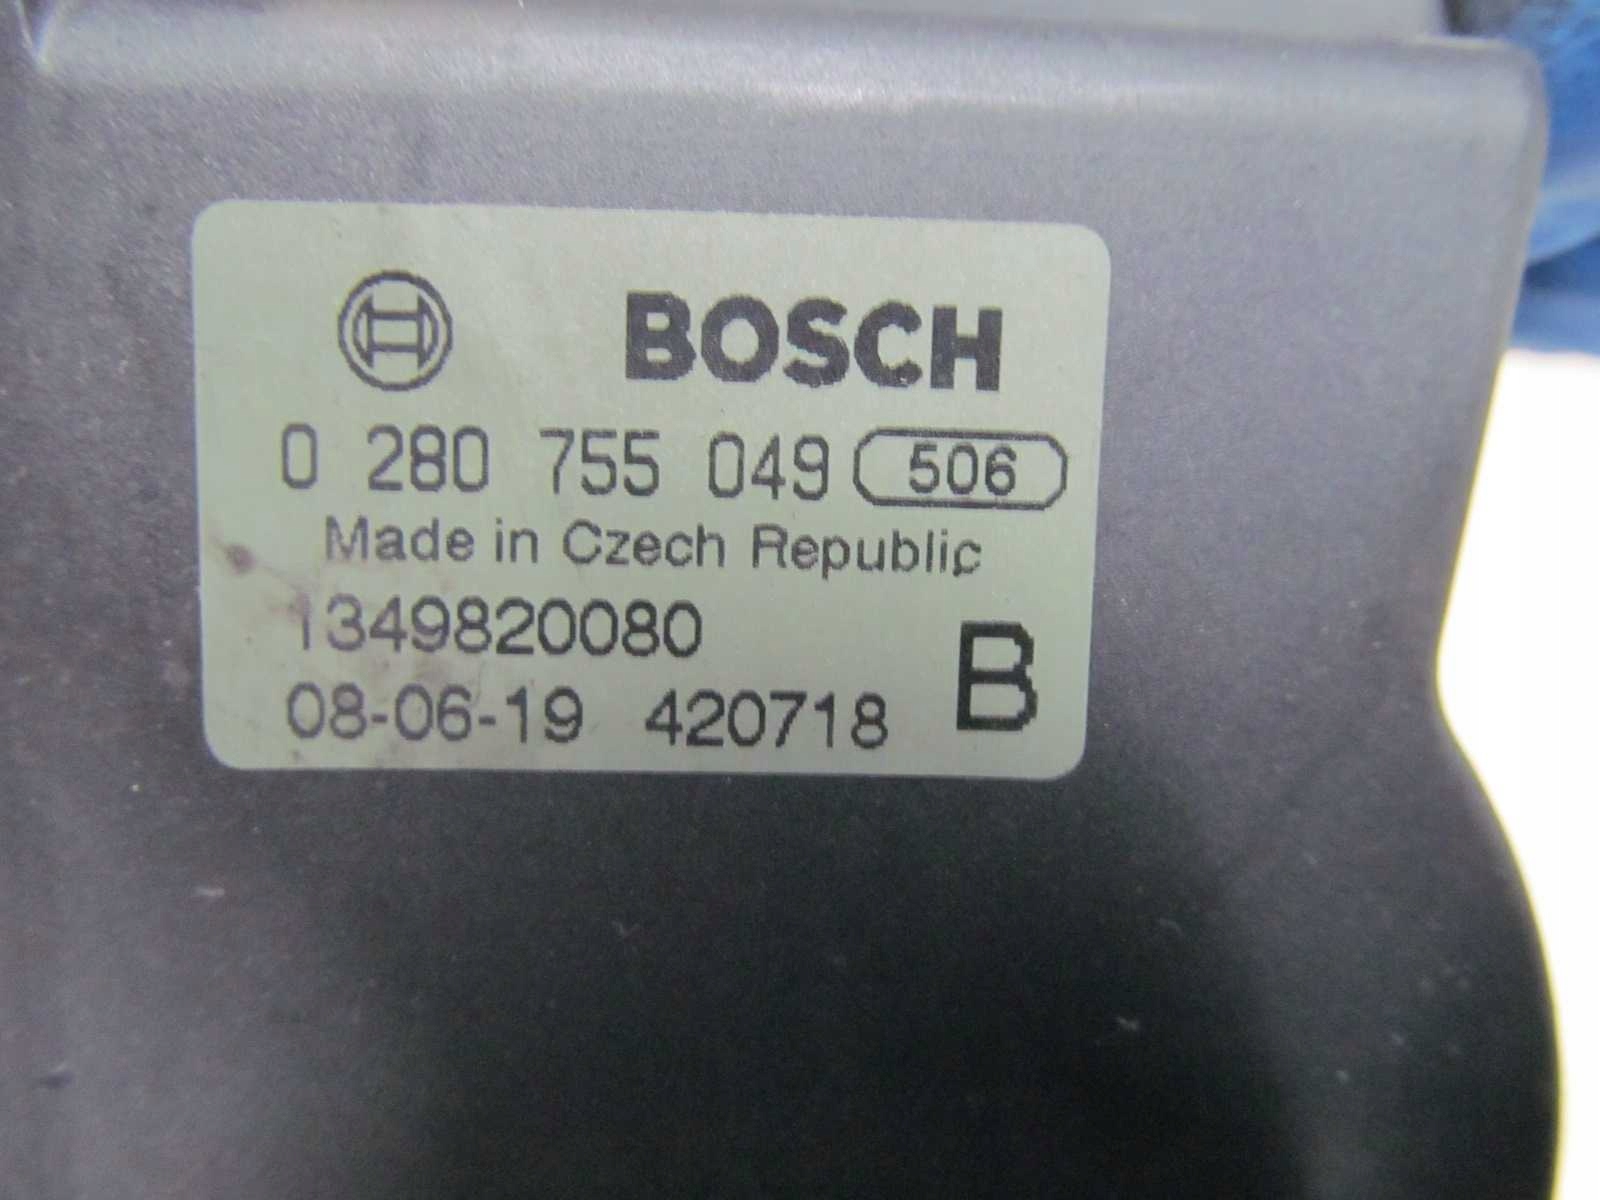 BOSCH
0 280 755 049 506
Made in Czech Republic
1349820080
08-06-19 420718 B